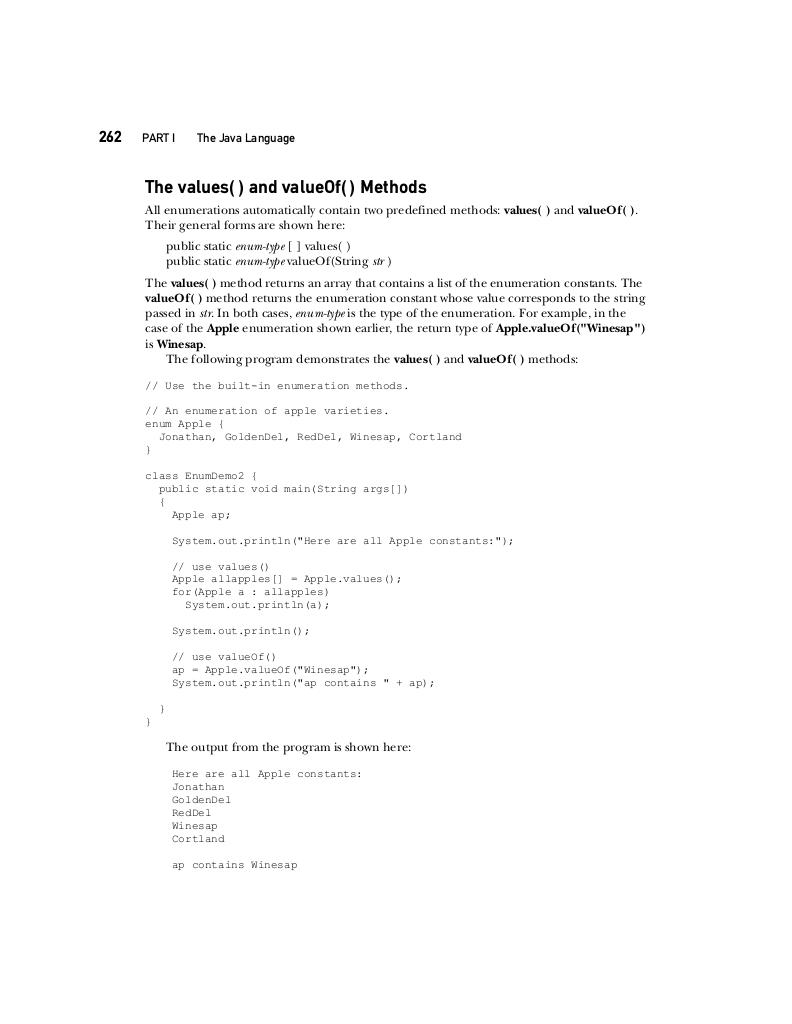 262 PART I The Java Language
The values( ) and valueOf( ) Methods
All enumerations automatically contain two predefined methods: values( ) and valueOf( ).
Their general forms are shown here:
public static enum-type [ ] values( )
public static enum-type valueOf(String str )
The values( ) method returns an array that contains a list of the enumeration constants. The
valueOf( ) method returns the enumeration constant whose value corresponds to the string
passed in str. In both cases, enum-type is the type of the enumeration. For example, in the
case of the Apple enumeration shown earlier, the return type of Apple.valueOf("Winesap")
is Winesap.
The following program demonstrates the values( ) and valueOf( ) methods:
// Use the built-in enumeration methods.
// An enumeration of apple varieties.
enum Apple {
Jonathan, GoldenDel, RedDel, Winesap, Cortland
}
class EnumDemo2 {
public static void main(String args[])
{
Apple ap;
System.out.println("Here are all Apple constants:");
// use values()
Apple allapples[] = Apple.values();
for(Apple a : allapples)
System.out.println(a);
System.out.println();
// use valueOf()
ap = Apple.valueOf("Winesap");
System.out.println("ap contains " + ap);
}
}
The output from the program is shown here:
Here are all Apple constants:
Jonathan
GoldenDel
RedDel
Winesap
Cortland
ap contains Winesap